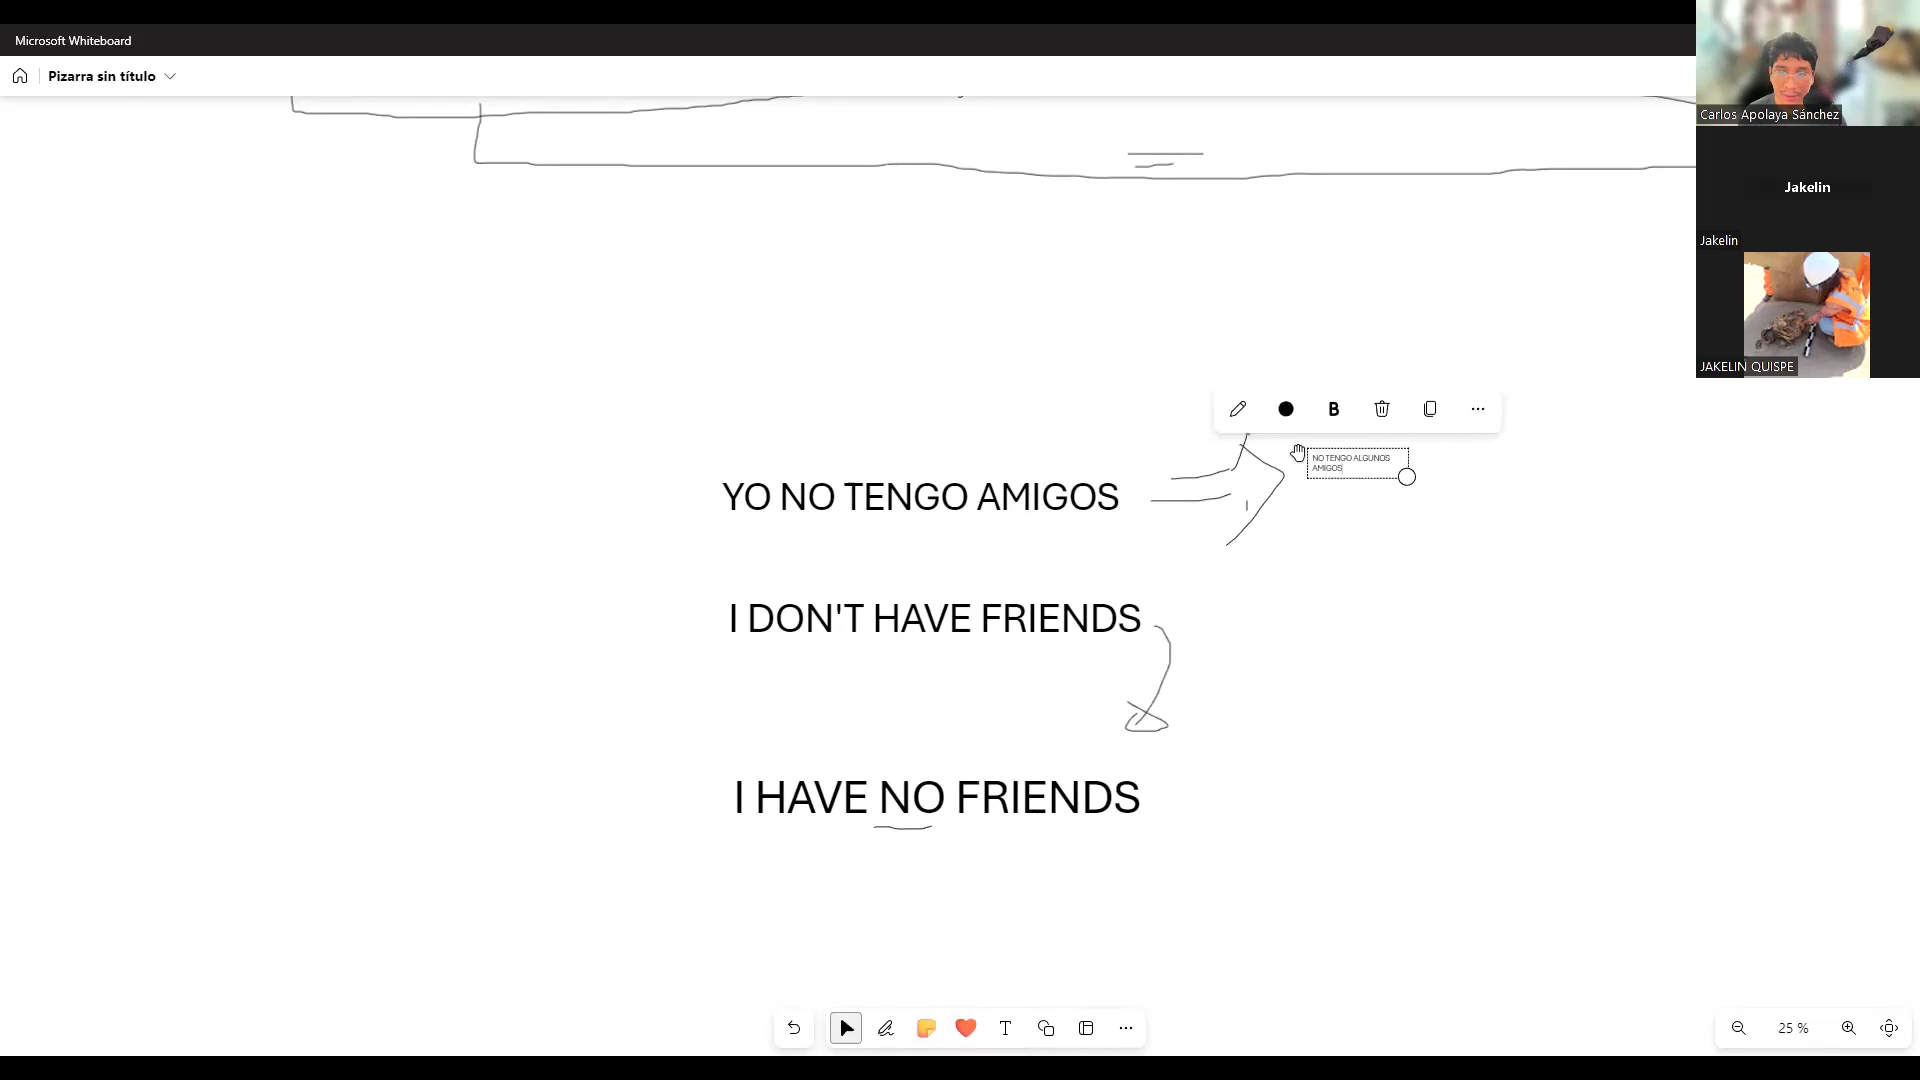 Microsoft Whiteboard
Pizarra sin título
Carlos Apolaya Sánchez
Jakelin
Jakelin
JAKELIN QUISPE
B
NO TENGO ALGUNOS
AMIGOS
YO NO TENGO AMIGOS
I DON'T HAVE FRIENDS
I HAVE NO FRIENDS
25 %